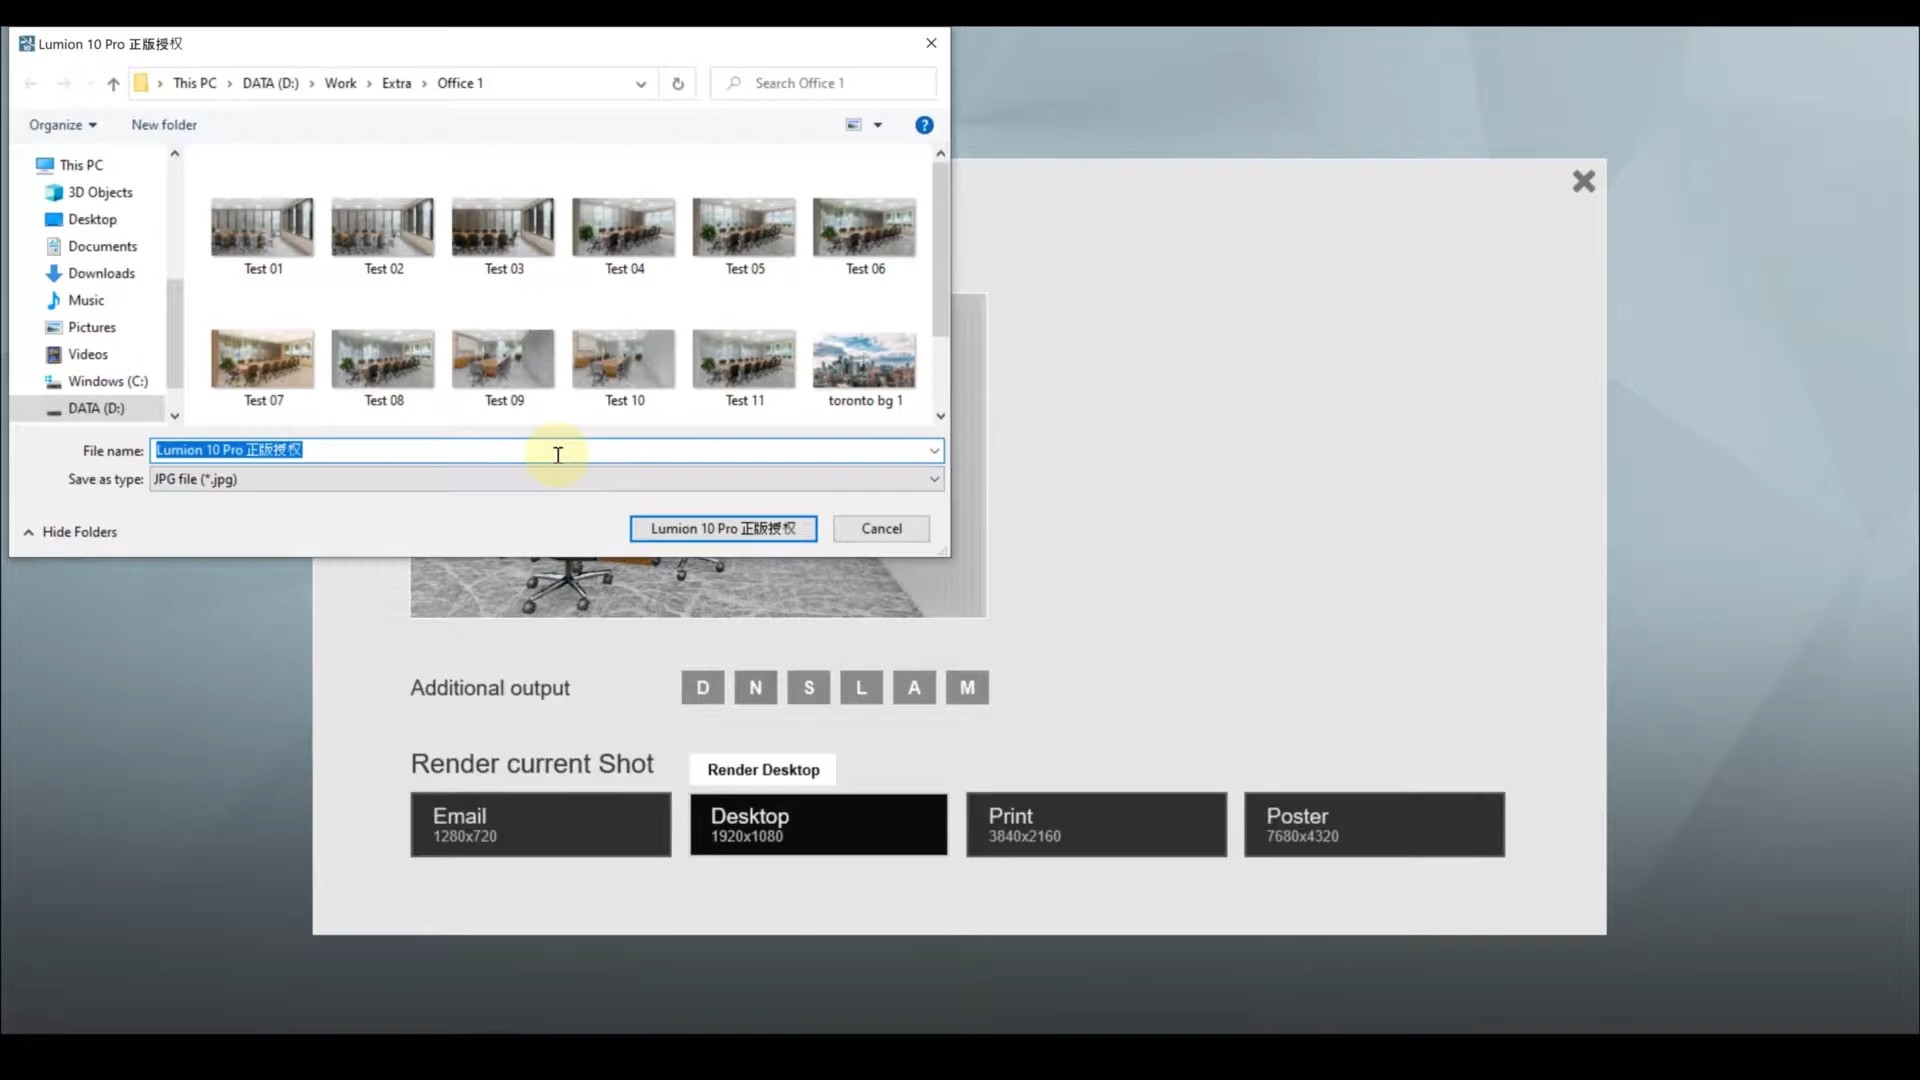 Lumion 10 Pro 正版授权
This PC > DATA (D:) > Work > Extra > Office 1
Search Office 1
Organize
New folder
This PC
3D Objects
Desktop
Documents
Downloads
Music
Pictures
Videos
Windows (C:)
DATA (D:)
Test 01
Test 02
Test 03
Test 04
Test 05
Test 06
Test 07
Test 08
Test 09
Test 10
Test 11
toronto bg 1
File name: Lumion 10 Pro 正版授权
Save as type: JPG file (*.jpg)
Hide Folders
Lumion 10 Pro 正版授权
Cancel
Additional output D N S L A M
Render current Shot
Render Desktop
Email
1280x720
Desktop
1920x1080
Print
3840x2160
Poster
7680x4320